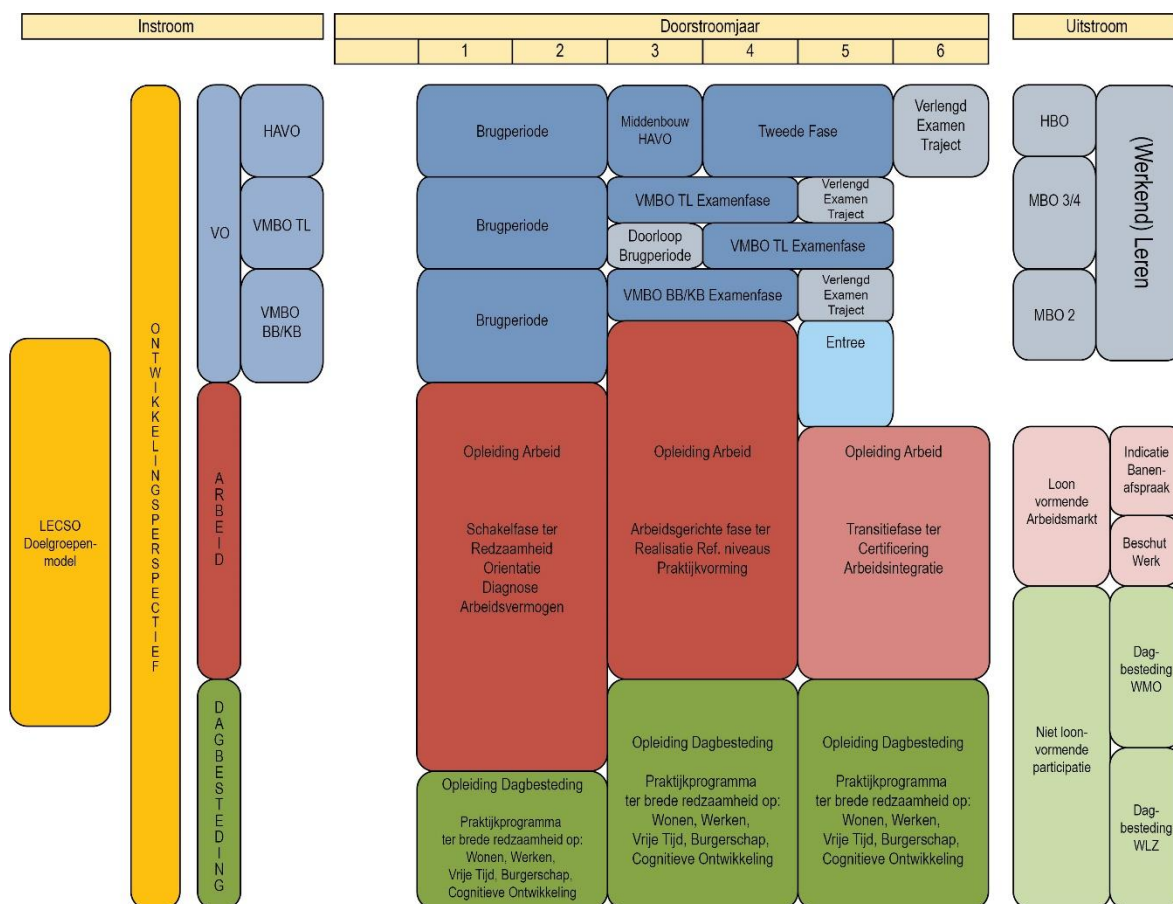 Instroom
Doorstroomjaar
Uitstroom
1
2
3
4
5
6
LECSO
Doelgroepen-
model
ONTWIKKELINGSPERSPECTIEF
VO
HAVO
VMBO TL
VMBO
BB/KB
ARBEID
DAGBESTEDING
Brugperiode
Middenbouw
HAVO
Tweede Fase
Verlengd
Examen
Traject
Brugperiode
VMBO TL Examenfase
Verlengd
Examen
Traject
Doorloop
Brugperiode
VMBO TL Examenfase
Brugperiode
VMBO BB/KB Examenfase
Verlengd
Examen
Traject
Entree
Opleiding Arbeid
Schakelfase ter
Redzaamheid
Orientatie
Diagnose
Arbeidsvermogen
Opleiding Arbeid
Arbeidsgerichte fase ter
Realisatie Ref. niveaus
Praktijkvorming
Opleiding Arbeid
Transitiefase ter
Certificering
Arbeidsintegratie
Opleiding Dagbesteding
Praktijkprogramma
ter brede redzaamheid op:
Wonen, Werken,
Vrije Tijd, Burgerschap,
Cognitieve Ontwikkeling
Opleiding Dagbesteding
Praktijkprogramma
ter brede redzaamheid op:
Wonen, Werken,
Vrije Tijd, Burgerschap,
Cognitieve Ontwikkeling
Opleiding Dagbesteding
Praktijkprogramma
ter brede redzaamheid op:
Wonen, Werken,
Vrije Tijd, Burgerschap,
Cognitieve Ontwikkeling
HBO
MBO 3/4
MBO 2
(Werkend) Leren
Loon
vormende
Arbeidsmarkt
Indicatie
Banen-
afspraak
Beschut
Werk
Niet loon-
vormende
participatie
Dag-
besteding
WMO
Dag-
besteding
WLZ